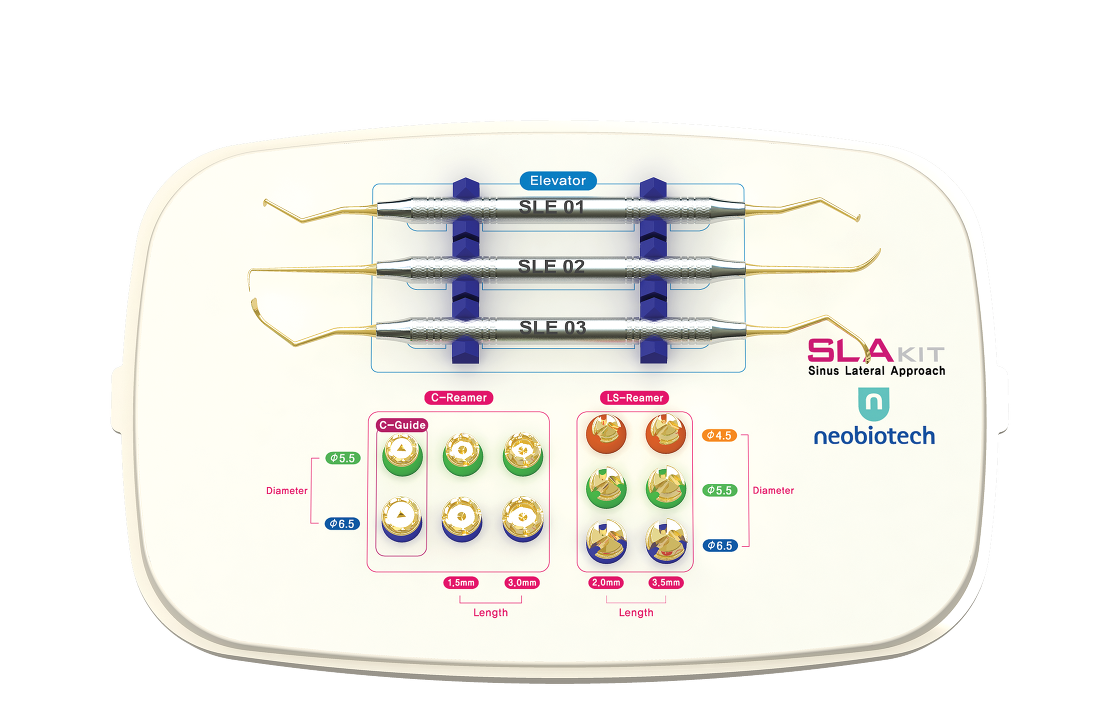 Elevator
SLE 01
SLE 02
SLE 03
SLA KIT
Sinus Lateral Approach
n
neobiotech
C-Reamer
LS-Reamer
C-Guide
Φ4.5
Φ5.5
Φ5.5
Diameter
Diameter
Φ6.5
Φ6.5
1.5mm
3.0mm
2.0mm
3.5mm
Length
Length